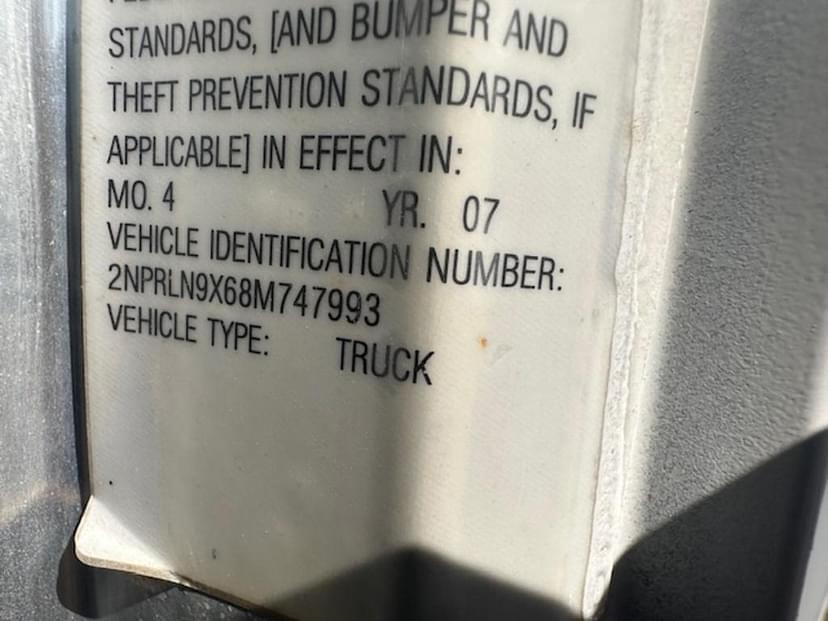 STANDARDS, [AND BUMPER AND
THEFT PREVENTION STANDARDS, IF
APPLICABLE] IN EFFECT IN:
MO. 4 YR. 07
VEHICLE IDENTIFICATION NUMBER:
2NPRLN9X68M747993
VEHICLE TYPE: TRUCK